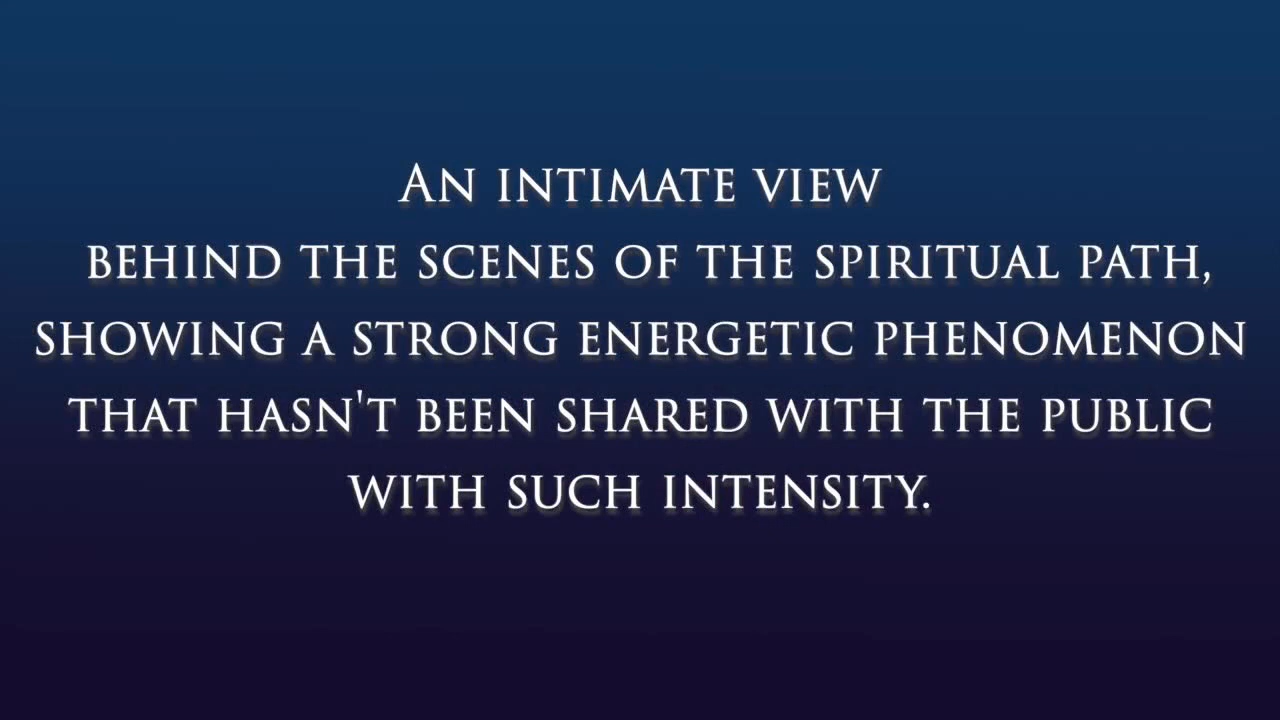 An intimate view
behind the scenes of the spiritual path,
showing a strong energetic phenomenon
that hasn't been shared with the public
with such intensity.